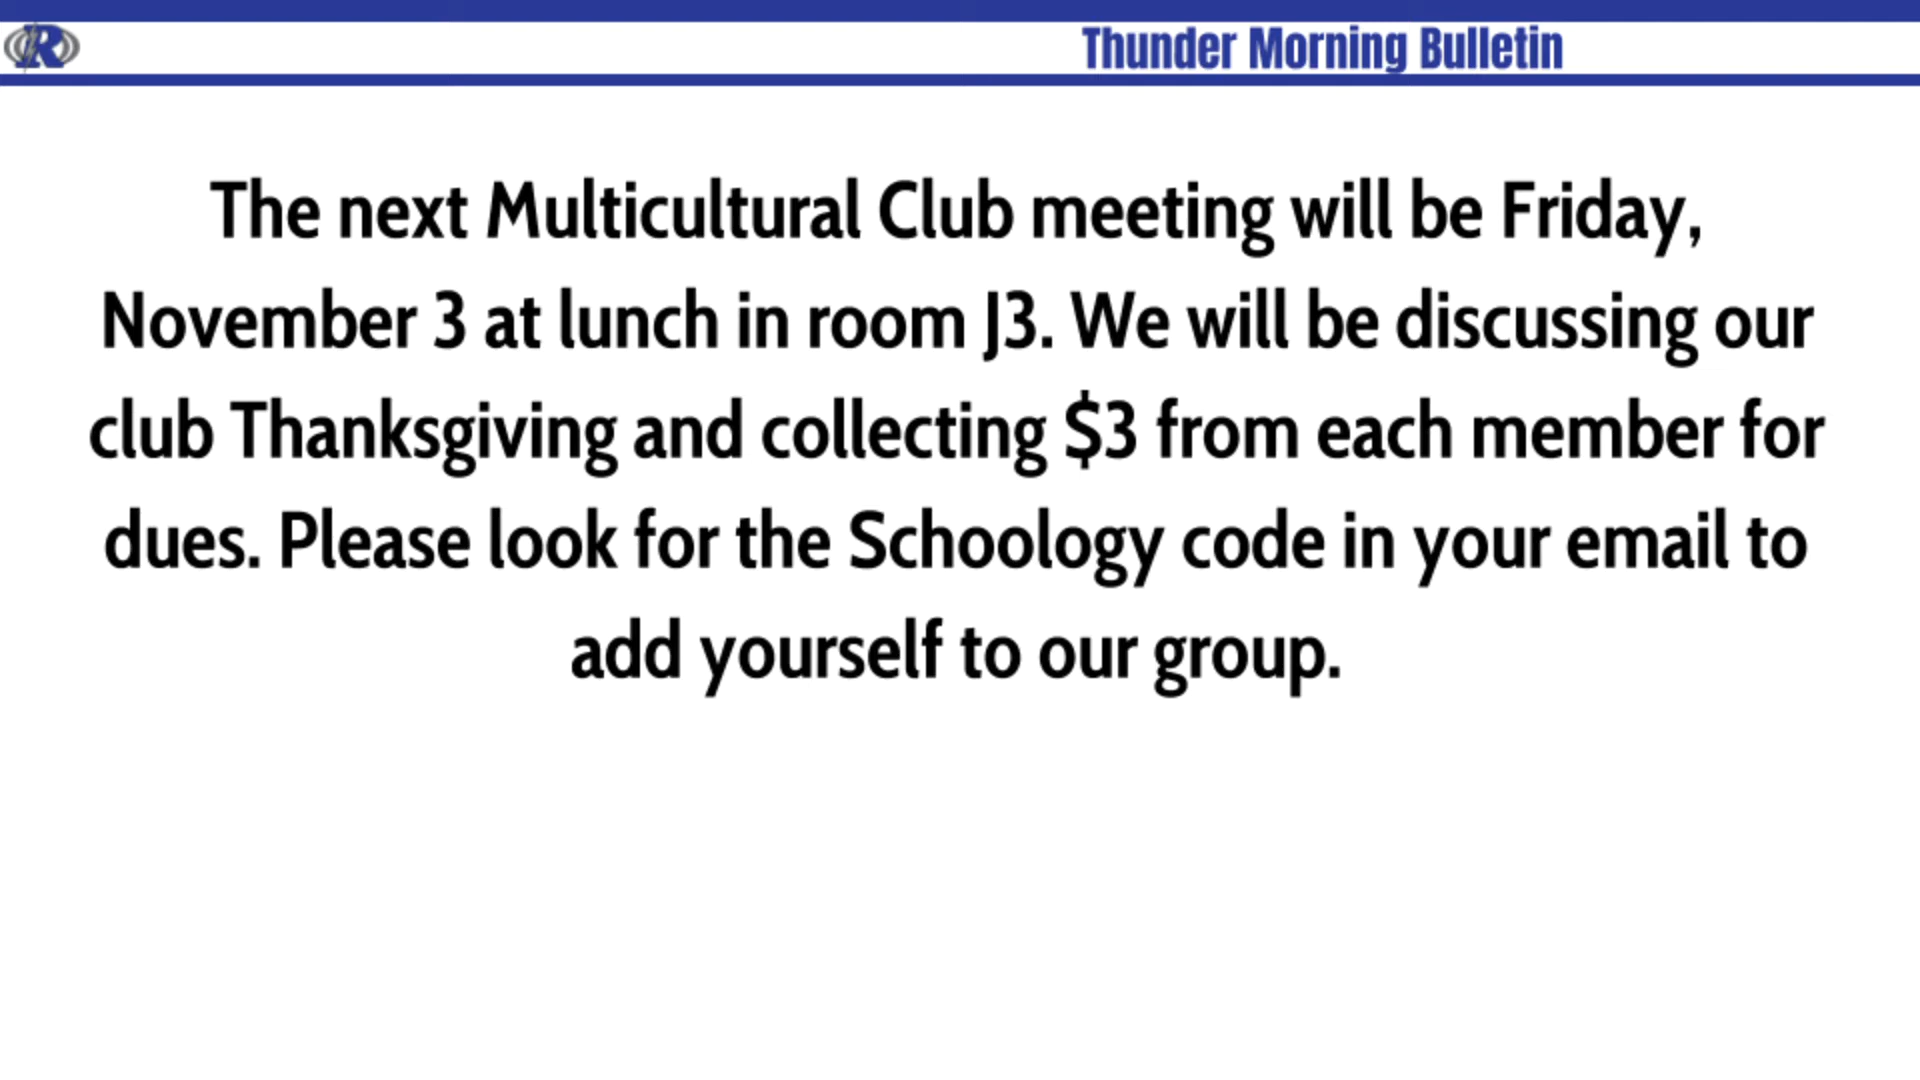 R
Thunder Morning Bulletin
The next Multicultural Club meeting will be Friday,
November 3 at lunch in room J3. We will be discussing our
club Thanksgiving and collecting $3 from each member for
dues. Please look for the Schoology code in your email to
add yourself to our group.